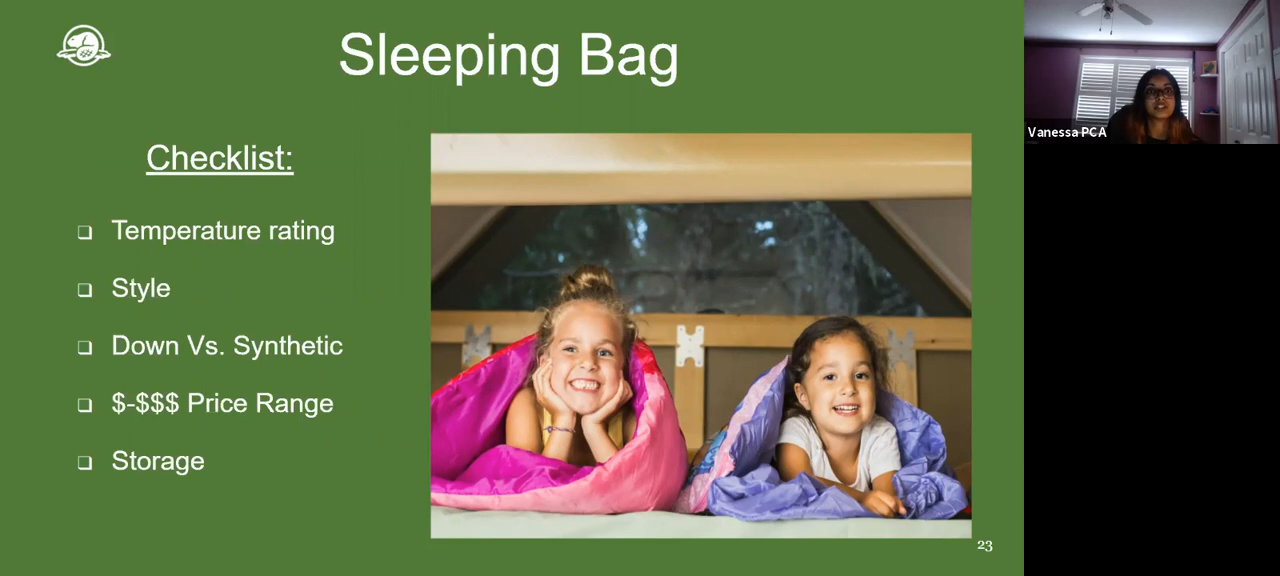 Sleeping Bag
Checklist:
❑ Temperature rating
❑ Style
❑ Down Vs. Synthetic
❑ $-$$$ Price Range
❑ Storage
23
Vanessa PCA